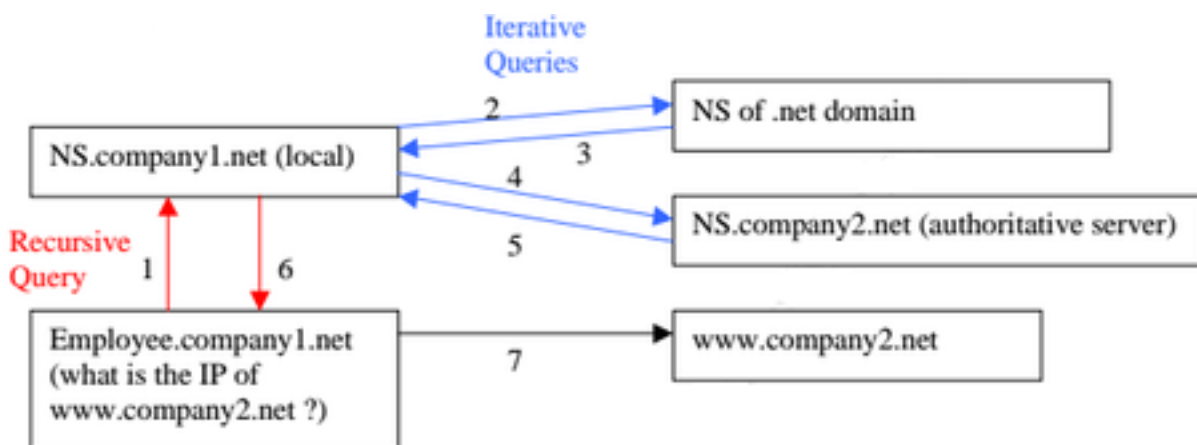 Iterative
Queries
2
NS of .net domain
NS.company1.net (local)
3
4
NS.company2.net (authoritative server)
5
Recursive
Query
1
6
Employee.company1.net
(what is the IP of
www.company2.net ?)
7
www.company2.net